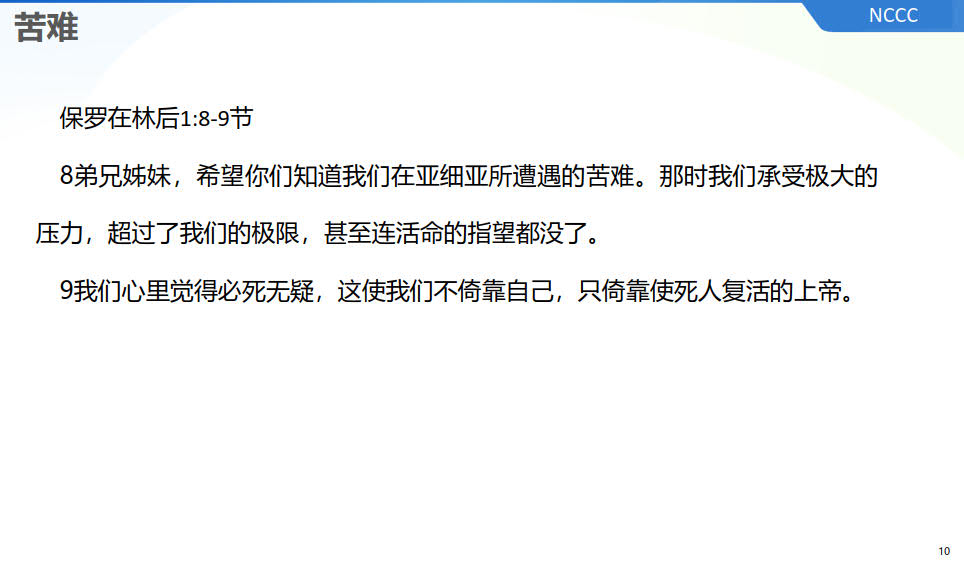 苦难
NCCC
保罗在林后1:8-9节
8弟兄姊妹，希望你们知道我们在亚细亚所遭遇的苦难。那时我们承受极大的
压力，超过了我们的极限，甚至连活命的指望都没了。
9我们心里觉得必死无疑，这使我们不倚靠自己，只倚靠使死人复活的上帝。
10